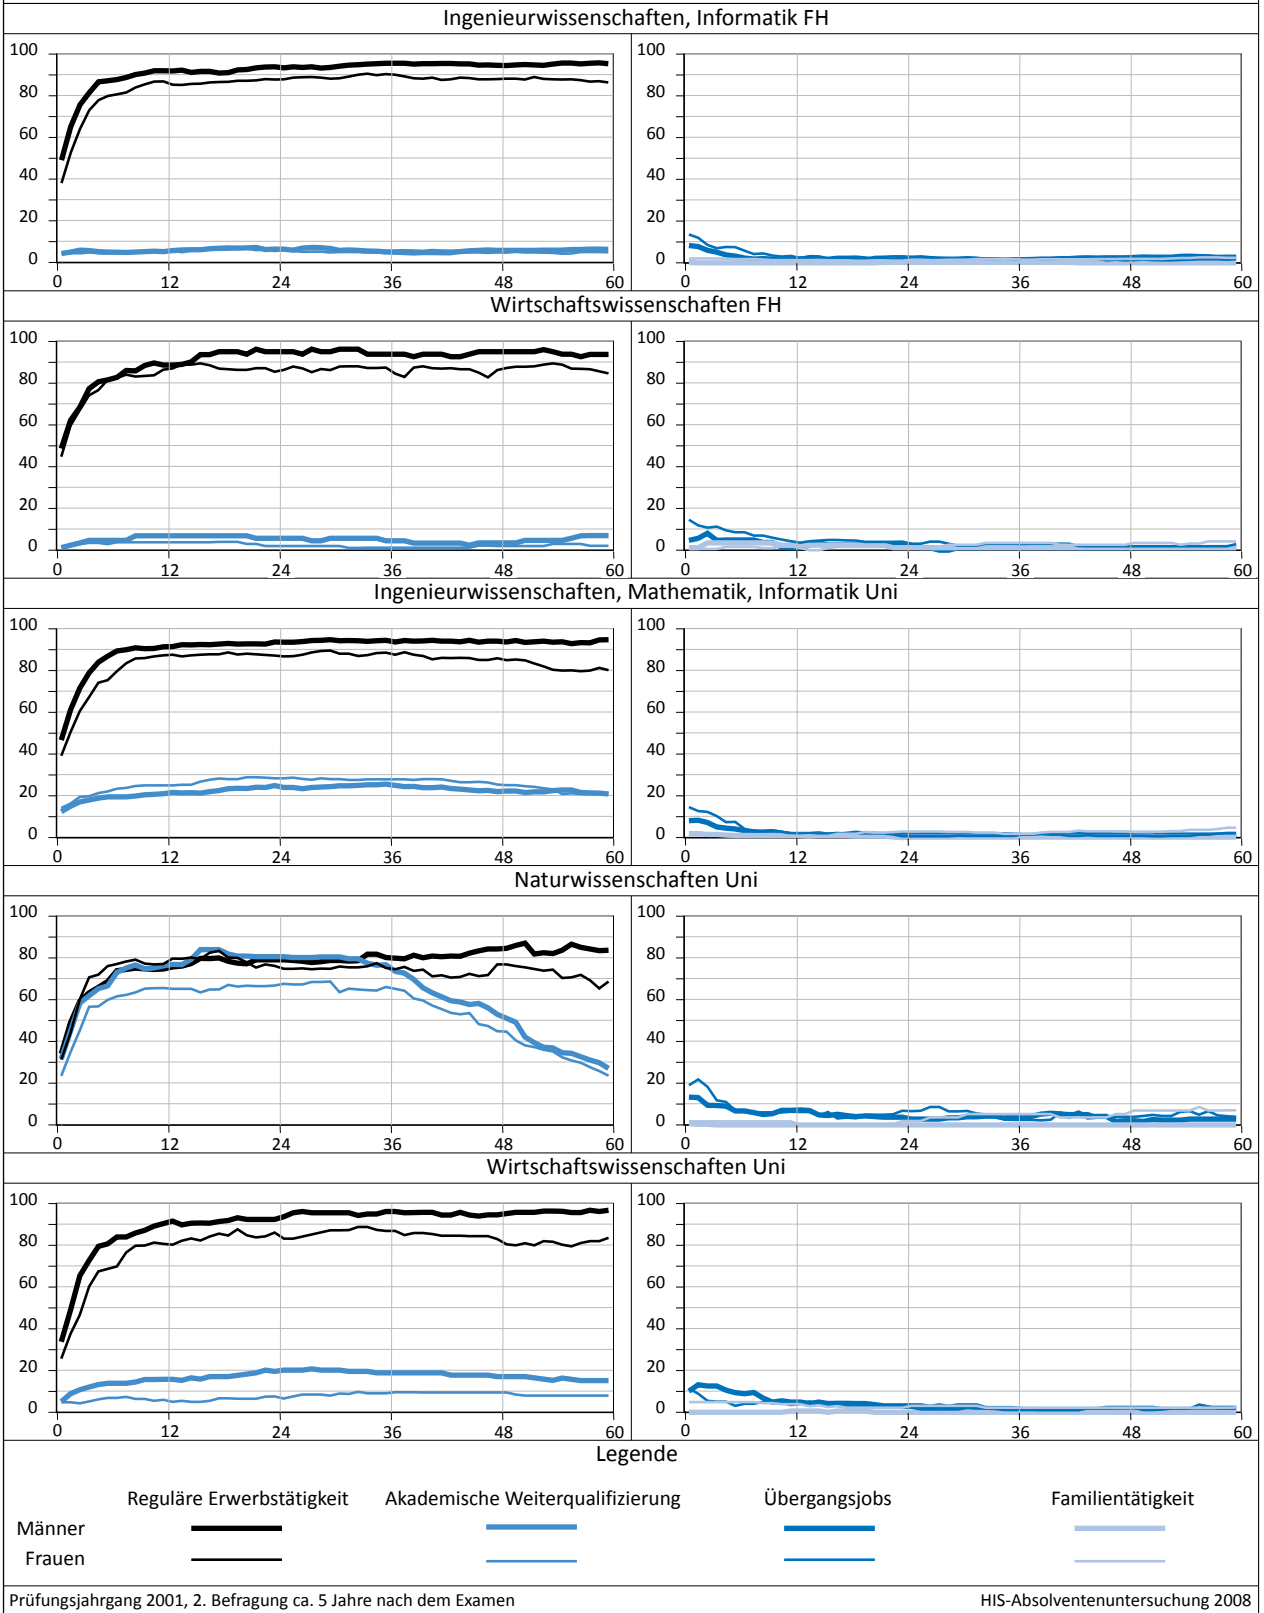 Ingenieurwissenschaften, Informatik FH
100 100
80 80
60 60
40 40
20 20
0 0
0 12 24 36 48 60 0 12 24 36 48 60
Wirtschaftswissenschaften FH
100 100
80 80
60 60
40 40
20 20
0 0
0 12 24 36 48 60 0 12 24 36 48 60
Ingenieurwissenschaften, Mathematik, Informatik Uni
100 100
80 80
60 60
40 40
20 20
0 0
0 12 24 36 48 60 0 12 24 36 48 60
Naturwissenschaften Uni
100 100
80 80
60 60
40 40
20 20
0 0
0 12 24 36 48 60 0 12 24 36 48 60
Wirtschaftswissenschaften Uni
100 100
80 80
60 60
40 40
20 20
0 0
0 12 24 36 48 60 0 12 24 36 48 60
Legende
Reguläre Erwerbstätigkeit Akademische Weiterqualifizierung Übergangsjobs Familientätigkeit
Männer
Frauen
Prüfungsjahrgang 2001, 2. Befragung ca. 5 Jahre nach dem Examen HIS-Absolventenuntersuchung 2008